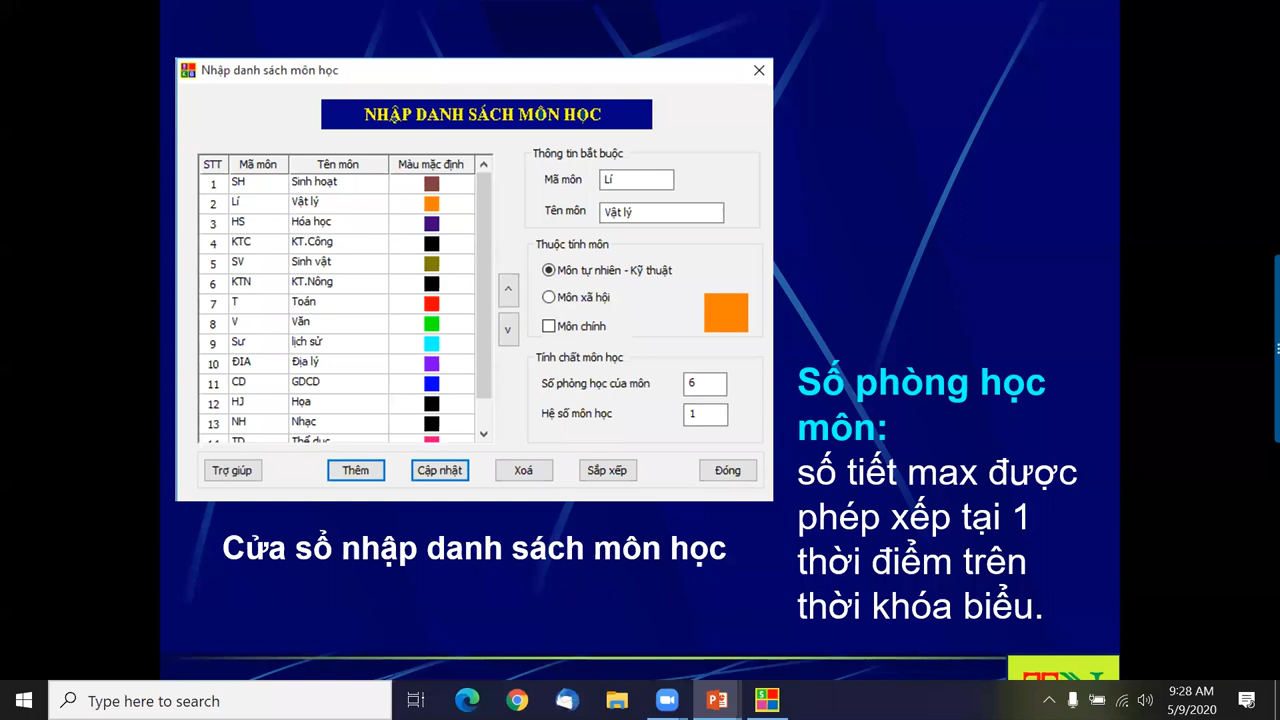 Nhập danh sách môn học
NHẬP DANH SÁCH MÔN HỌC
STT Mã môn Tên môn Màu mặc định
1 SH Sinh hoạt
2 Lí Vật lý
3 HS Hóa học
4 KTC KT.Công
5 SV Sinh vật
6 KTN KT.Nông
7 T Toán
8 V Văn
9 Sư lịch sử
10 ĐIA Địa lý
11 CD GDCD
12 HJ Họa
13 NH Nhạc
14 TD Thể dục
Thông tin bắt buộc
Mã môn Lí
Tên môn Vật lý
Thuộc tính môn
Môn tự nhiên - Kỹ thuật
Môn xã hội
Môn chính
^
v
Tính chất môn học
Số phòng học của môn 6
Hệ số môn học 1
Trợ giúp Thêm Cập nhật Xoá Sắp xếp Đóng
Cửa sổ nhập danh sách môn học
Số phòng học
môn:
số tiết max được
phép xếp tại 1
thời điểm trên
thời khóa biểu.
Type here to search
9:28 AM
5/9/2020